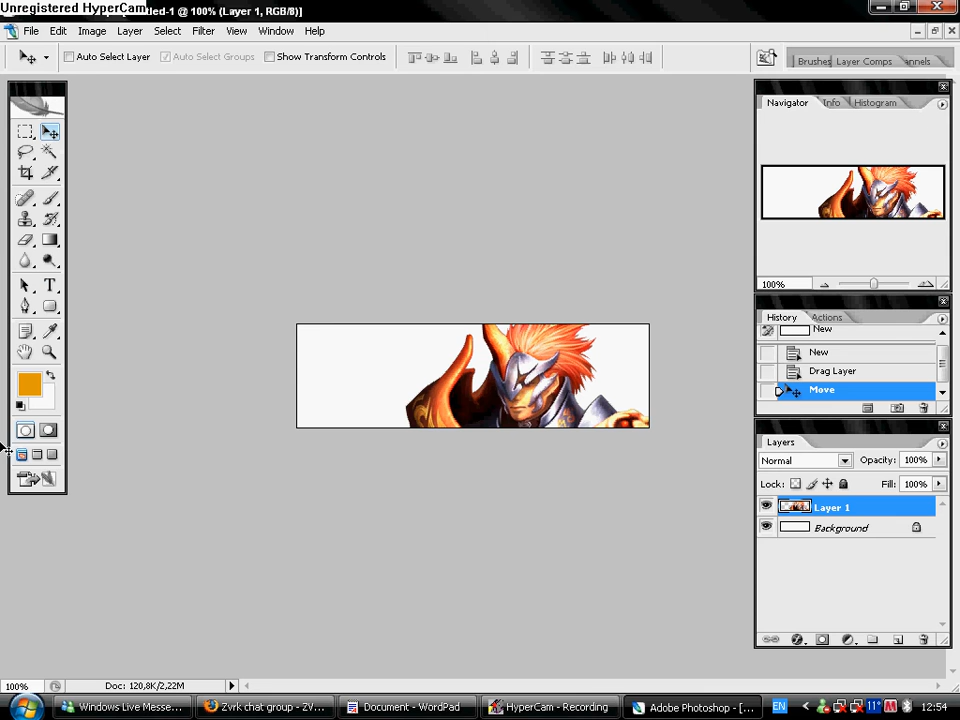 Unregistered HyperCam
tled-1 @ 100% (Layer 1, RGB/8)
File Edit Image Layer Select Filter View Window Help
Auto Select Layer Auto Select Groups Show Transform Controls
Brushes Layer Comps annels
Navigator Info Histogram
100%
History Actions
New
New
Drag Layer
Move
Layers
Normal Opacity: 100%
Lock: Fill: 100%
Layer 1
Background
T
100% Doc: 120,8K/2,22M
Windows Live Messe... Zvrk chat group - ZV... Document - WordPad HyperCam - Recording Adobe Photoshop - [... EN 11° 12:54